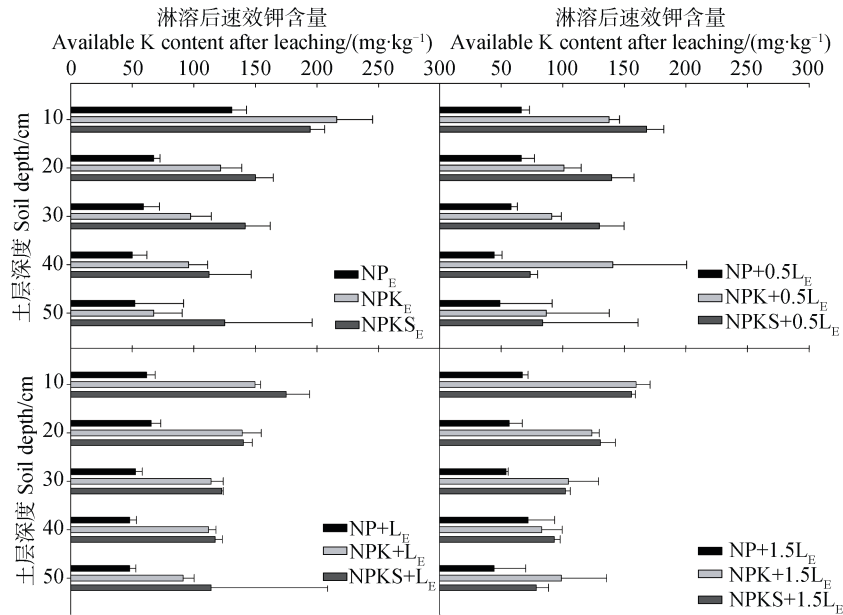 淋溶后速效钾含量
Available K content after leaching/(mg·kg⁻¹)
0 50 100 150 200 250 300
淋溶后速效钾含量
Available K content after leaching/(mg·kg⁻¹)
0 50 100 150 200 250 300
土层深度 Soil depth/cm
10
20
30
40
50
NP_E
NPK_E
NPKS_E
NP+0.5L_E
NPK+0.5L_E
NPKS+0.5L_E
土层深度 Soil depth/cm
10
20
30
40
50
NP+L_E
NPK+L_E
NPKS+L_E
NP+1.5L_E
NPK+1.5L_E
NPKS+1.5L_E